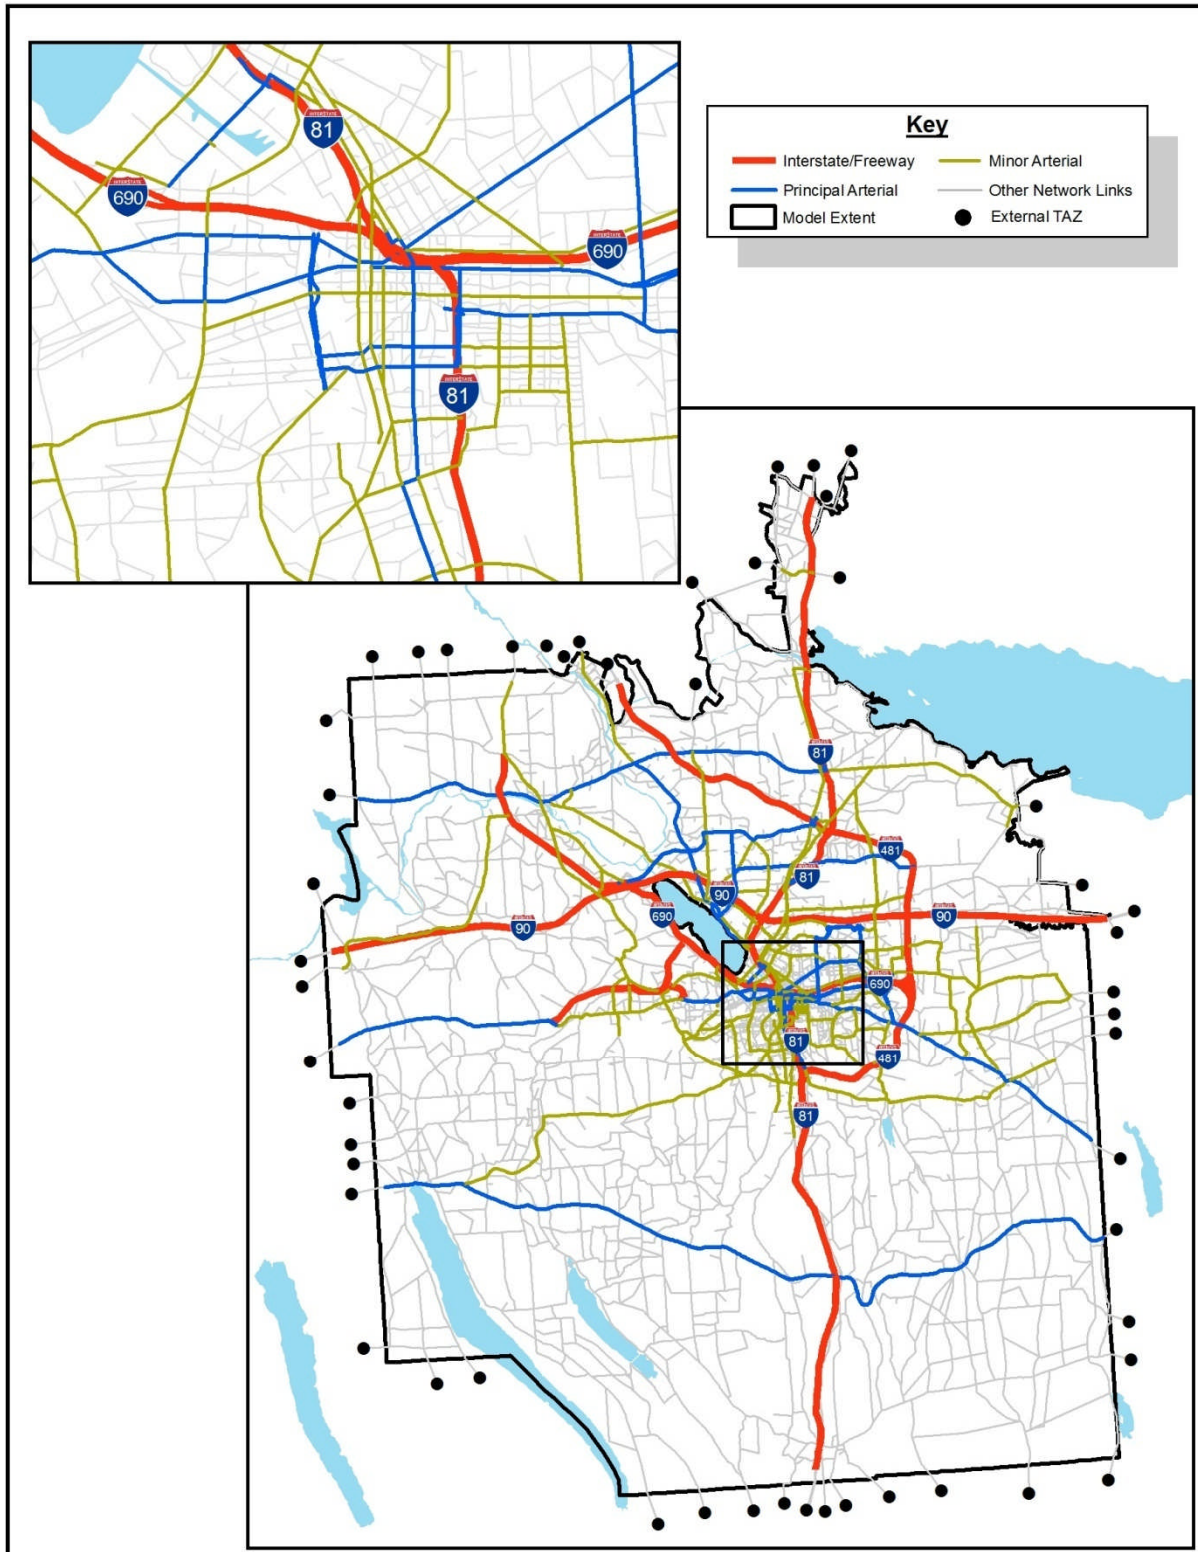 81
690
690
81
Key
Interstate/Freeway
Minor Arterial
Principal Arterial
Other Network Links
Model Extent
External TAZ
81
481
81
90
690
90
90
690
81
481
81